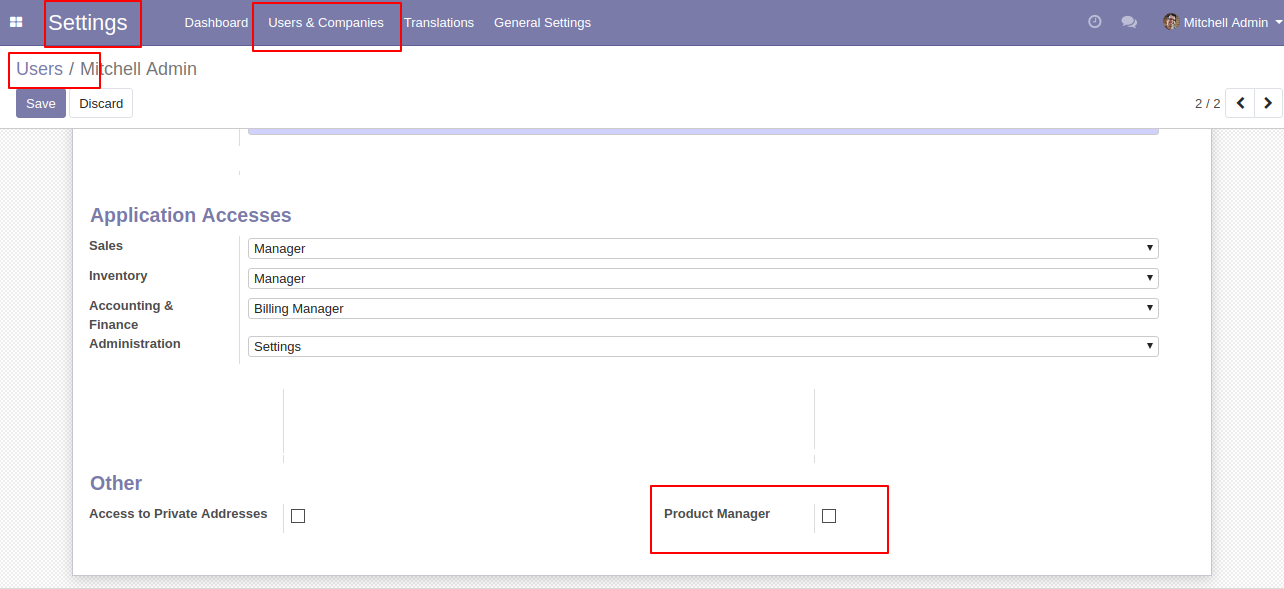 Settings Dashboard Users & Companies Translations General Settings Mitchell Admin
Users / Mitchell Admin
Save Discard 2 / 2
Application Accesses
Sales Manager
Inventory Manager
Accounting & Finance Billing Manager
Administration Settings
Other
Access to Private Addresses Product Manager